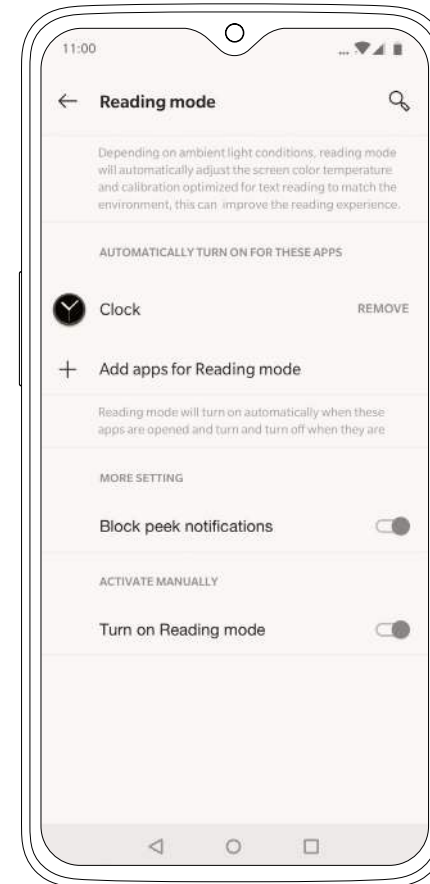 11:00
...
Reading mode
Depending on ambient light conditions, reading mode
will automatically adjust the screen color temperature
and calibration optimized for text reading to match the
environment, this can improve the reading experience.
AUTOMATICALLY TURN ON FOR THESE APPS
Clock REMOVE
Add apps for Reading mode
Reading mode will turn on automatically when these
apps are opened and turn and turn off when they are
MORE SETTING
Block peek notifications
ACTIVATE MANUALLY
Turn on Reading mode